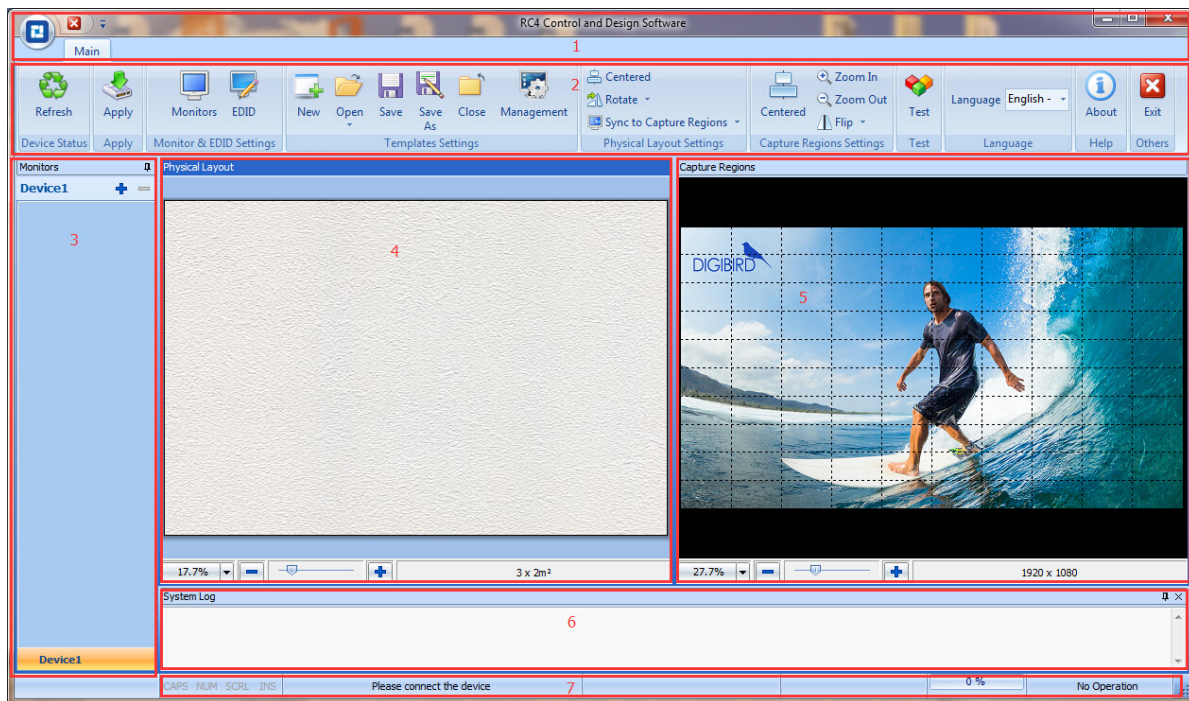 RC4 Control and Design Software
Main
1
2
Refresh
Apply
Monitors
EDID
New
Open
Save
Save As
Close
Management
Centered
Rotate
Sync to Capture Regions
Centered
Zoom In
Zoom Out
Flip
Test
Language English -
About
Exit
Device Status
Apply
Monitor & EDID Settings
Templates Settings
Physical Layout Settings
Capture Regions Settings
Test
Language
Help
Others
Monitors
Device1
3
Device1
Physical Layout
4
17.7%
3 x 2m²
Capture Regions
DIGIBIRD
5
27.7%
1920 x 1080
System Log
6
CAPS NUM SCRL INS
Please connect the device
7
0 %
No Operation